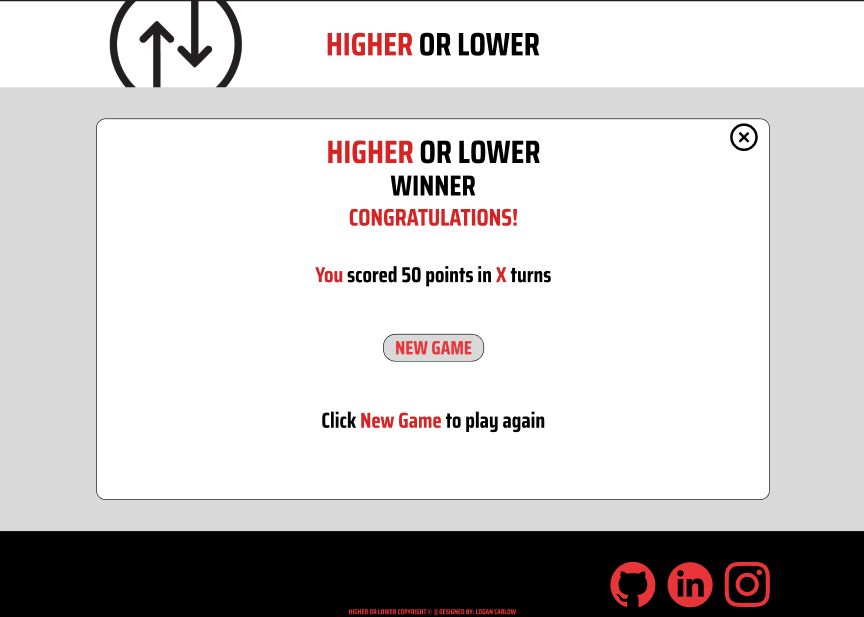 HIGHER OR LOWER
HIGHER OR LOWER
WINNER
CONGRATULATIONS!
You scored 50 points in X turns
NEW GAME
Click New Game to play again
in
HIGHER OR LOWER COPYRIGHT © || DESIGNED BY: LOGAN CARLOW